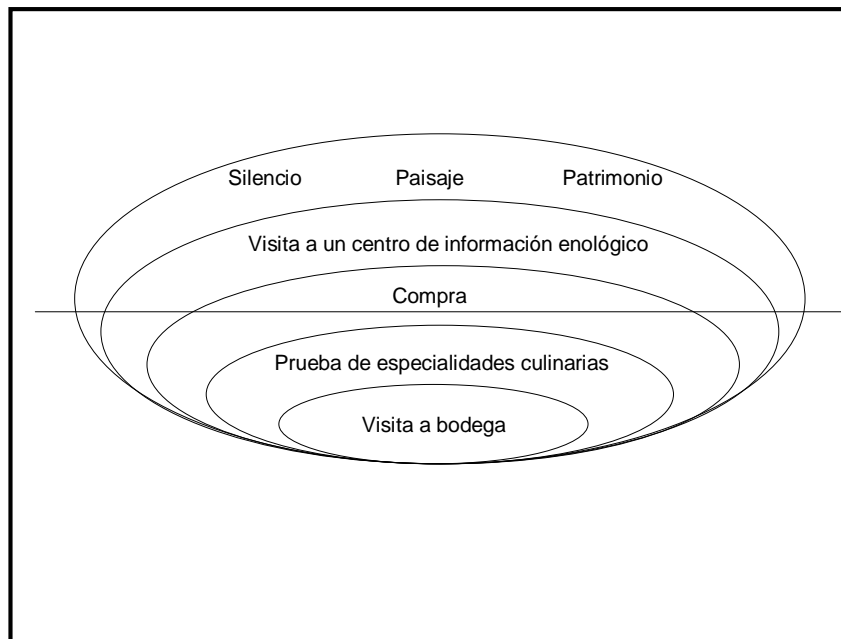 Silencio Paisaje Patrimonio
Visita a un centro de información enológico
Compra
Prueba de especialidades culinarias
Visita a bodega